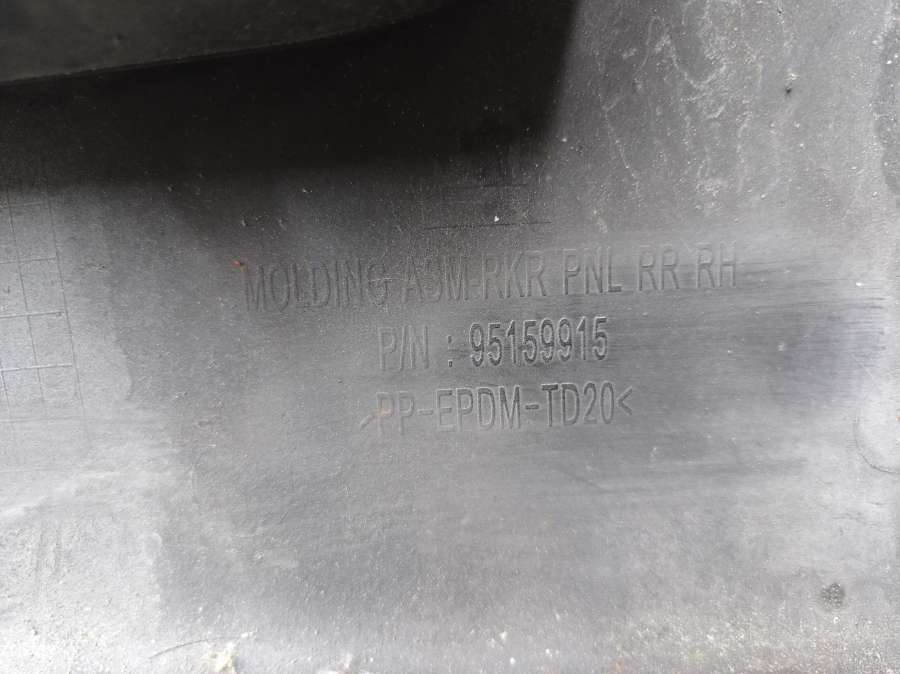 MOLDING ASM-RKR PNL RR RH
P/N : 95159915
>PP-EPDM-TD20<